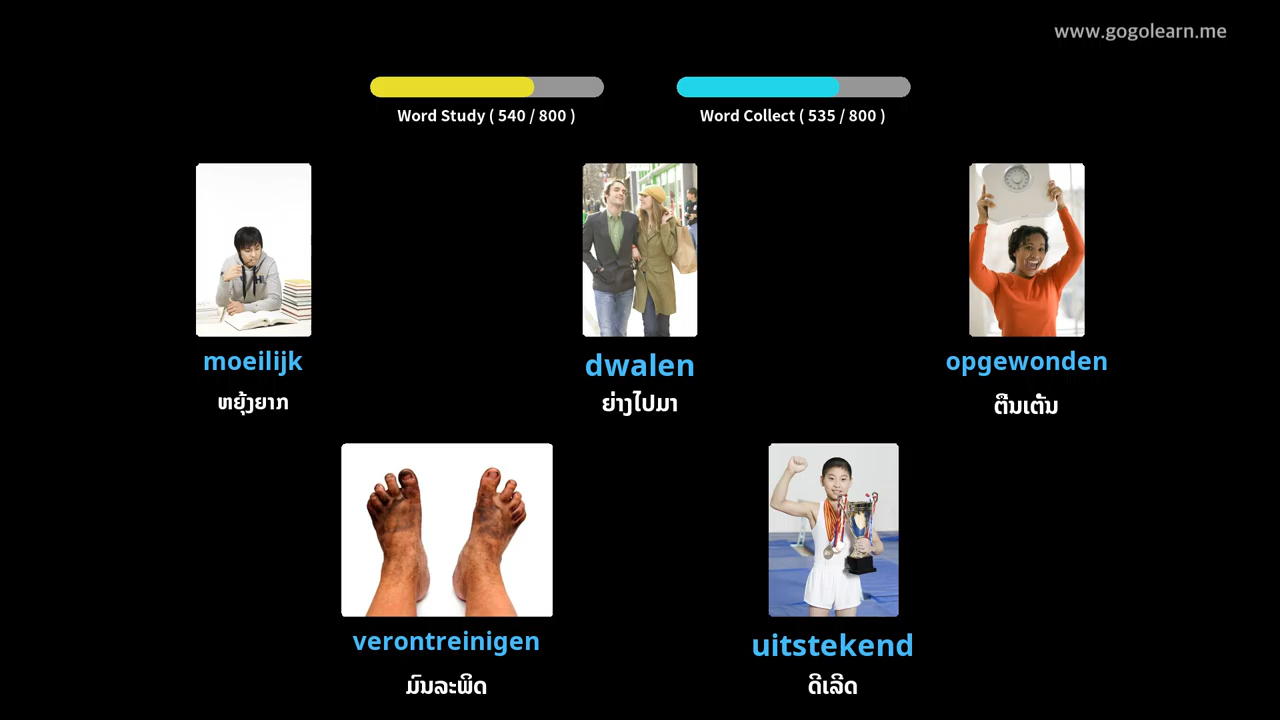 www.gogolearn.me
Word Study ( 540 / 800 )
Word Collect ( 535 / 800 )
moeilijk
ຫຍຸ້ງຍາກ
dwalen
ຍ່າງໄປມາ
opgewonden
ຕື່ນເຕັ້ນ
verontreinigen
ມົນລະພິດ
uitstekend
ດີເລີດ